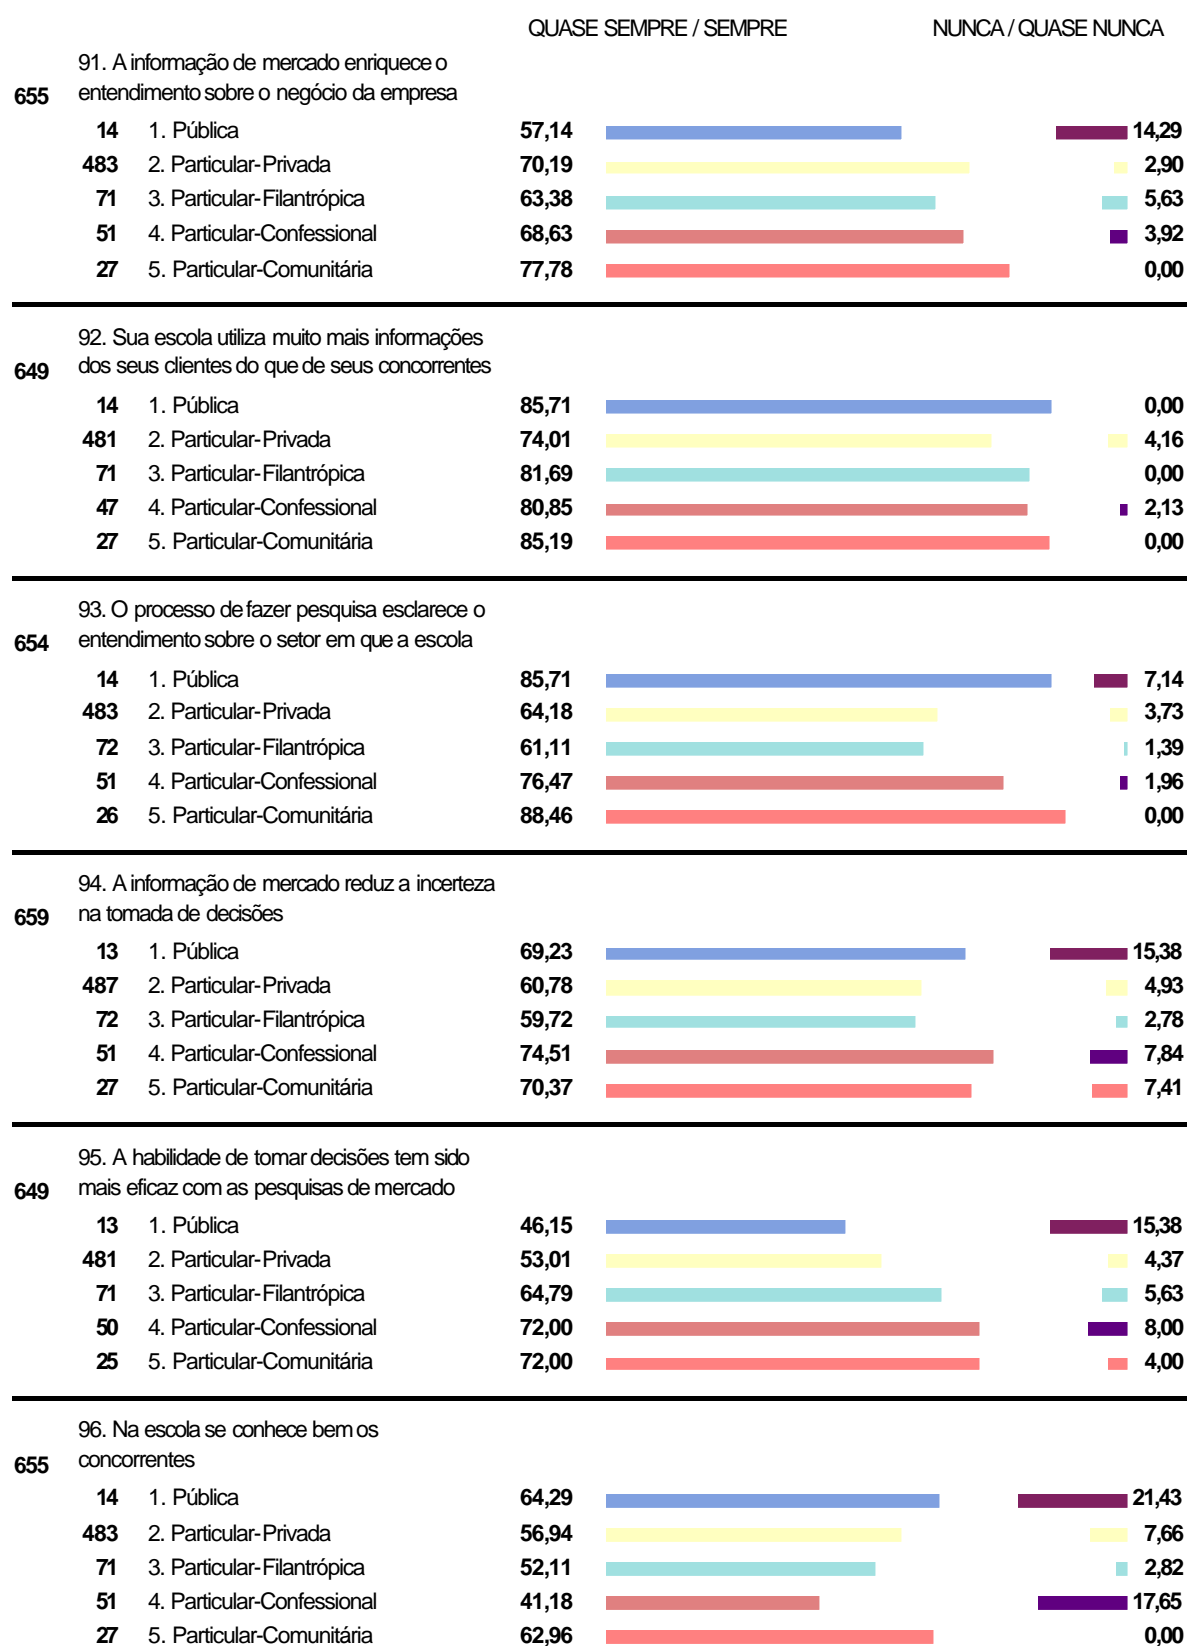 QUASE SEMPRE / SEMPRE NUNCA / QUASE NUNCA
91. A informação de mercado enriquece o
655 entendimento sobre o negócio da empresa
14 1. Pública 57,14 14,29
483 2. Particular-Privada 70,19 2,90
71 3. Particular-Filantrópica 63,38 5,63
51 4. Particular-Confessional 68,63 3,92
27 5. Particular-Comunitária 77,78 0,00
92. Sua escola utiliza muito mais informações
649 dos seus clientes do que de seus concorrentes
14 1. Pública 85,71 0,00
481 2. Particular-Privada 74,01 4,16
71 3. Particular-Filantrópica 81,69 0,00
47 4. Particular-Confessional 80,85 2,13
27 5. Particular-Comunitária 85,19 0,00
93. O processo de fazer pesquisa esclarece o
654 entendimento sobre o setor em que a escola
14 1. Pública 85,71 7,14
483 2. Particular-Privada 64,18 3,73
72 3. Particular-Filantrópica 61,11 1,39
51 4. Particular-Confessional 76,47 1,96
26 5. Particular-Comunitária 88,46 0,00
94. A informação de mercado reduz a incerteza
659 na tomada de decisões
13 1. Pública 69,23 15,38
487 2. Particular-Privada 60,78 4,93
72 3. Particular-Filantrópica 59,72 2,78
51 4. Particular-Confessional 74,51 7,84
27 5. Particular-Comunitária 70,37 7,41
95. A habilidade de tomar decisões tem sido
649 mais eficaz com as pesquisas de mercado
13 1. Pública 46,15 15,38
481 2. Particular-Privada 53,01 4,37
71 3. Particular-Filantrópica 64,79 5,63
50 4. Particular-Confessional 72,00 8,00
25 5. Particular-Comunitária 72,00 4,00
96. Na escola se conhece bem os
655 concorrentes
14 1. Pública 64,29 21,43
483 2. Particular-Privada 56,94 7,66
71 3. Particular-Filantrópica 52,11 2,82
51 4. Particular-Confessional 41,18 17,65
27 5. Particular-Comunitária 62,96 0,00